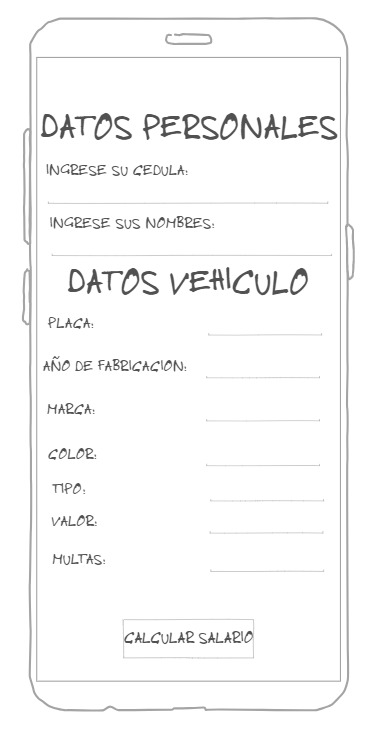 DATOS PERSONALES
INGRESE SU CEDULA:
INGRESE SUS NOMBRES:
DATOS VEHICULO
PLACA:
AÑO DE FABRICACION:
MARCA:
COLOR:
TIPO:
VALOR:
MULTAS:
CALCULAR SALARIO